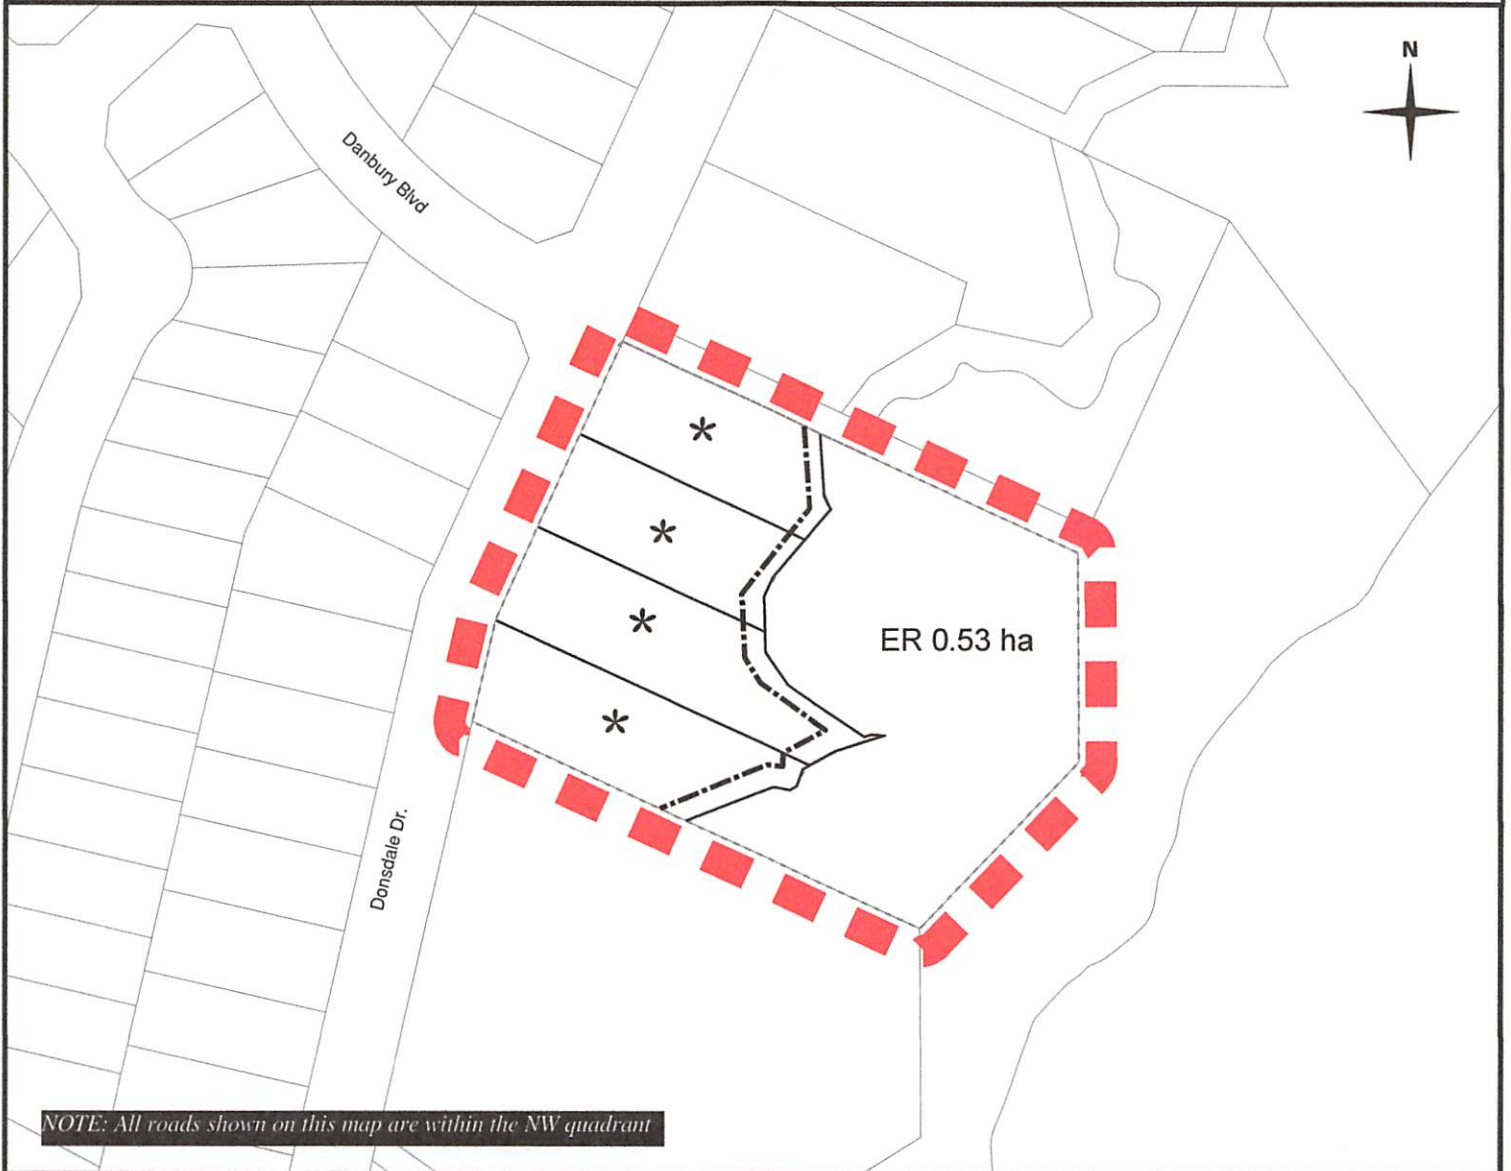 N
Danbury Blvd
*
*
*
ER 0.53 ha
*
Donsdale Dr.
NOTE: All roads shown on this map are within the NW quadrant